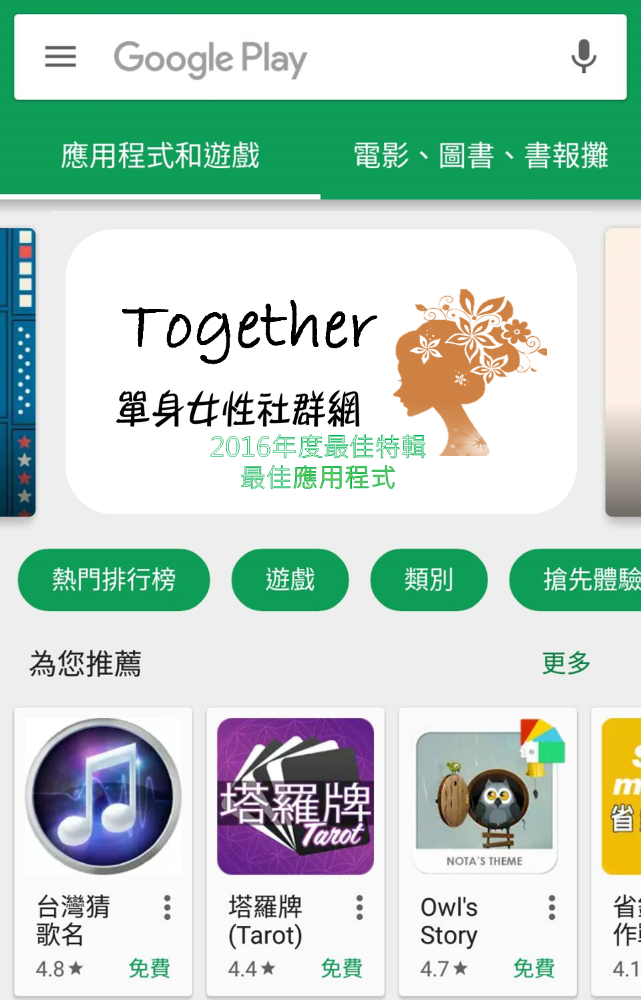 Google Play
應用程式和遊戲
電影、圖書、書報攤
Together
單身女性社群網
2016年度最佳特輯
最佳應用程式
熱門排行榜
遊戲
類別
搶先體驗
為您推薦
更多
塔羅牌
Tarot
NOTA'S THEME
省
台灣猜
歌名
4.8★
免費
塔羅牌
(Tarot)
4.4★
免費
Owl's
Story
4.7★
免費
省
作
4.1